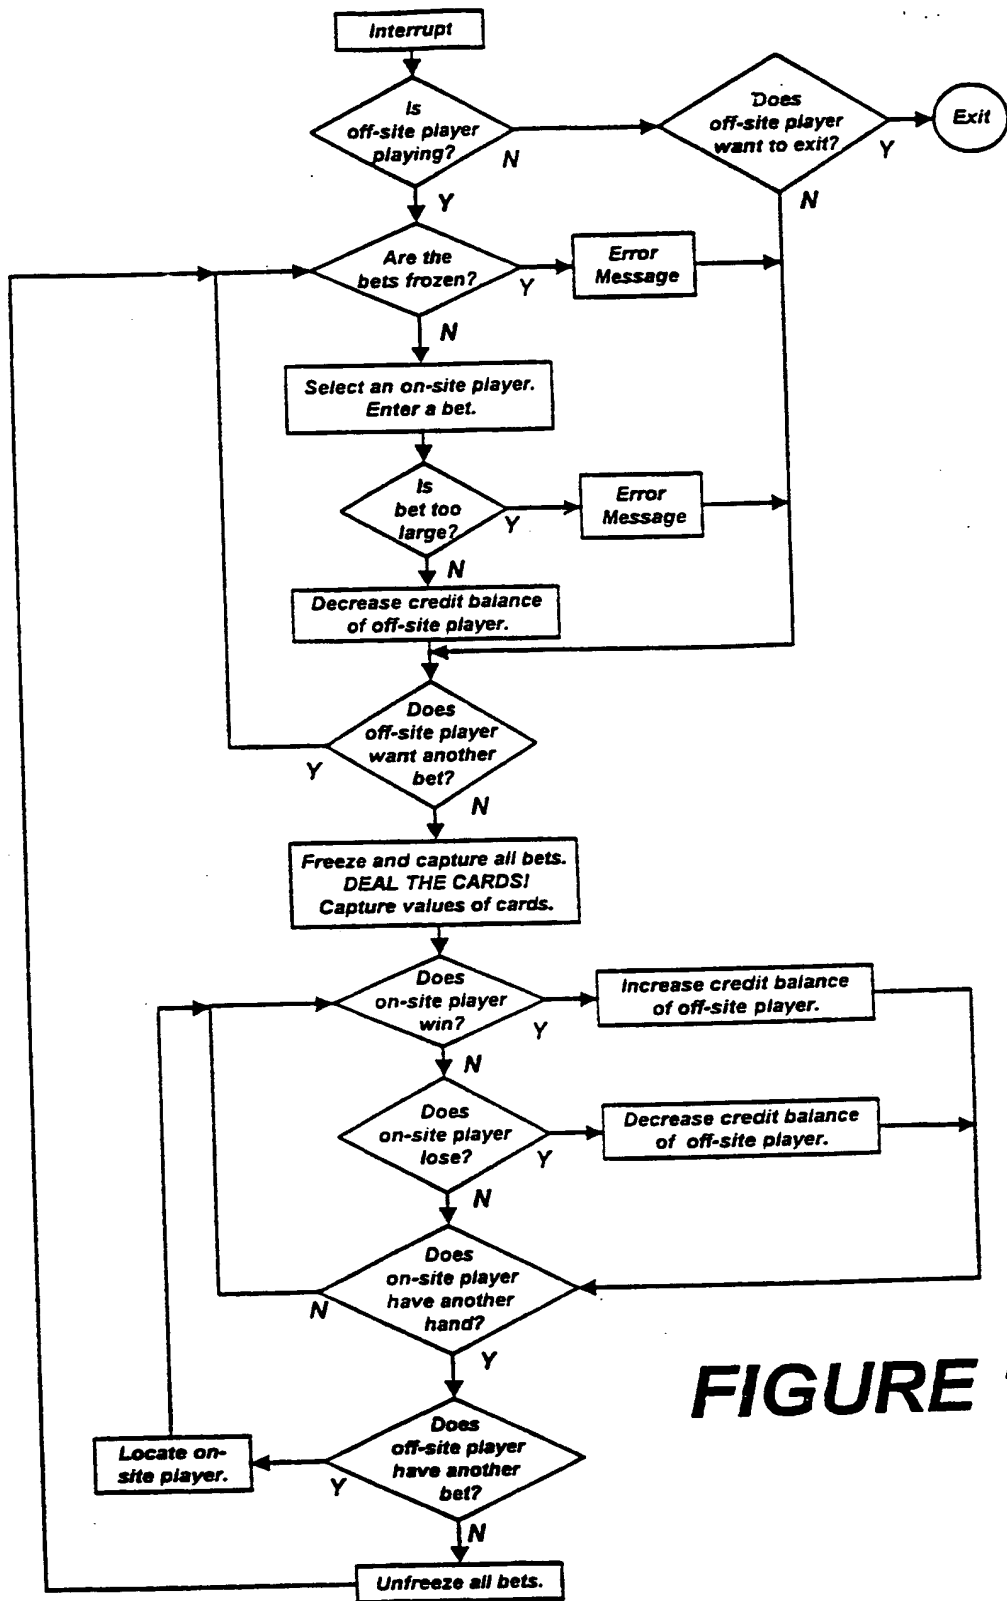 Interrupt
Is
off-site player
playing?
N
Y
Does
off-site player
want to exit?
Y
N
Exit
Are the
bets frozen?
Y
N
Error
Message
Select an on-site player.
Enter a bet.
Is
bet too
large?
Y
N
Error
Message
Decrease credit balance
of off-site player.
Does
off-site player
want another
bet?
Y
N
Freeze and capture all bets.
DEAL THE CARDS!
Capture values of cards.
Does
on-site player
win?
Y
N
Increase credit balance
of off-site player.
Does
on-site player
lose?
Y
N
Decrease credit balance
of off-site player.
Does
on-site player
have another
hand?
N
Y
Does
off-site player
have another
bet?
Y
N
Locate on-
site player.
Unfreeze all bets.
FIGURE